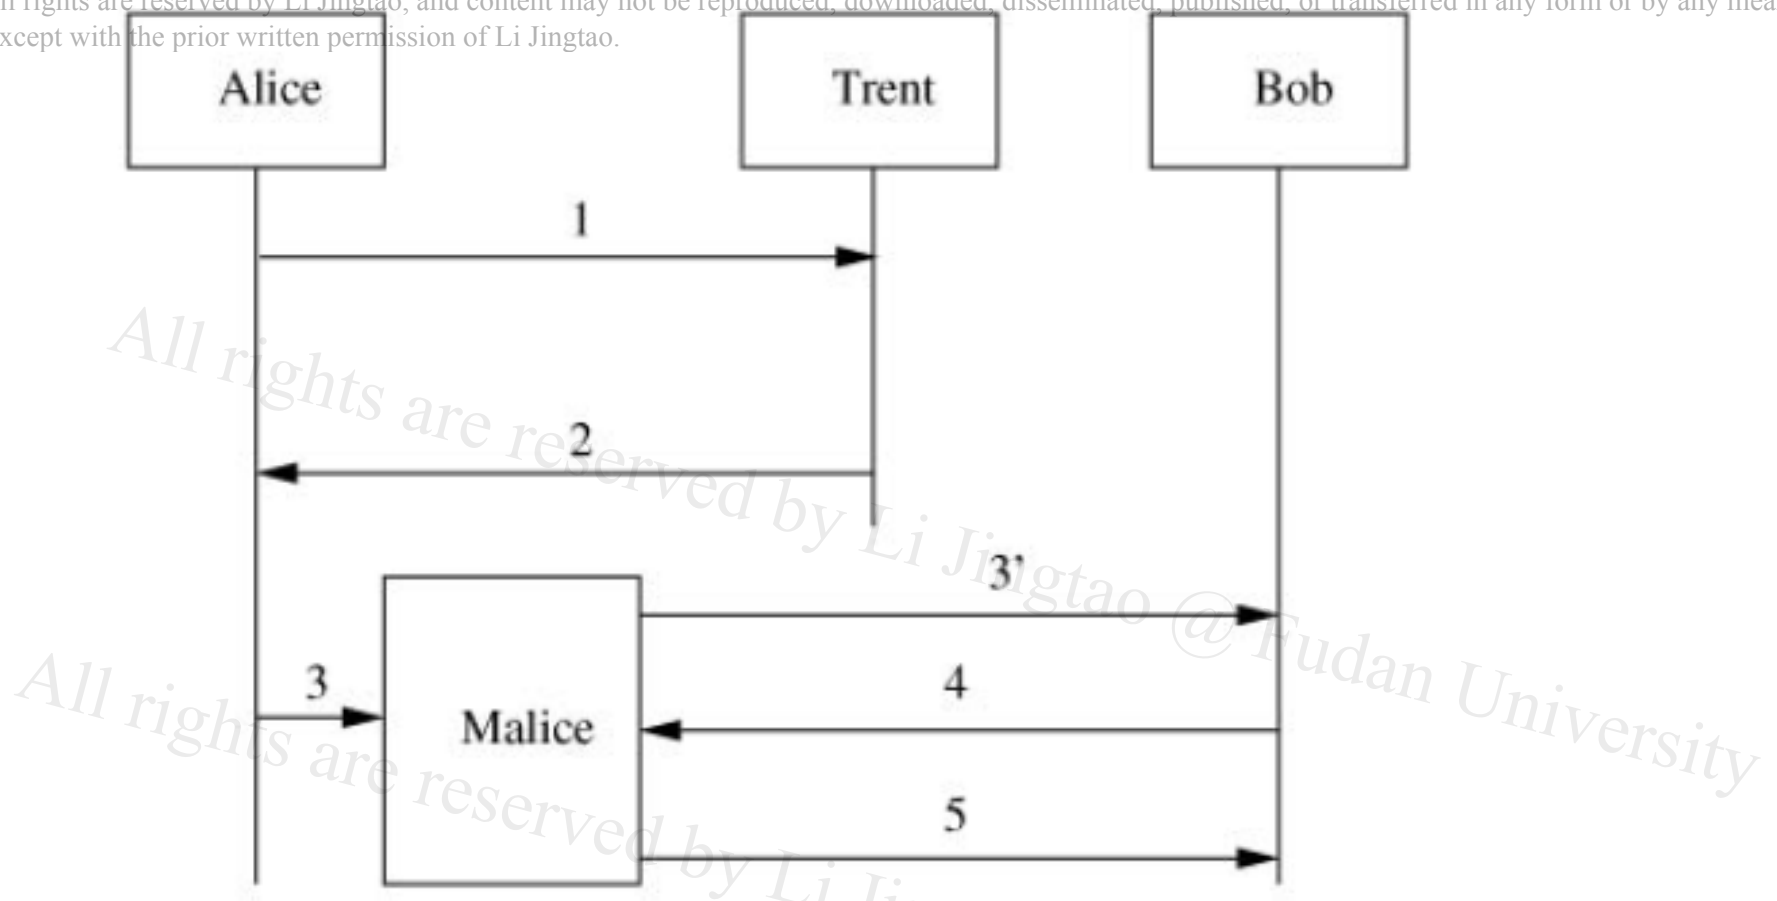 ll rights are reserved by Li Jingtao, and content may not be reproduced, downloaded, disseminated, published, or transferred in any form or by any mea
xcept with the prior written permission of Li Jingtao.
Alice
Trent
Bob
1
2
3’
3
4
Malice
5
All rights are reserved by Li Jingtao @ Fudan University
All rights are reserved by Li Ji